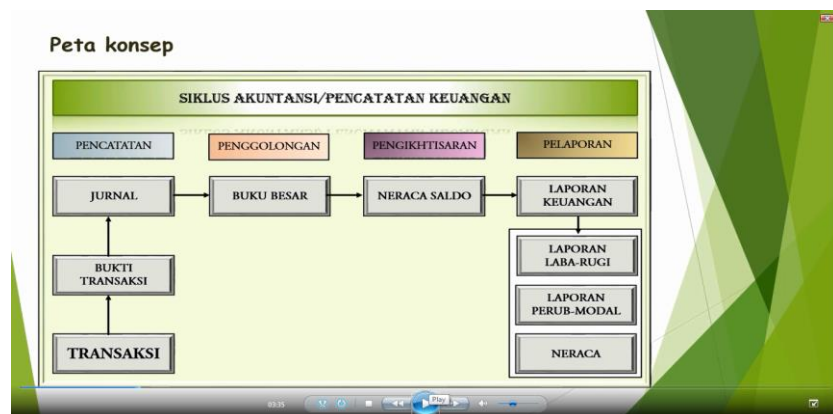 Peta konsep
SIKLUS AKUNTANSI/PENCATATAN KEUANGAN
PENCATATAN
PENGGOLONGAN
PENGIKHTISARAN
PELAPORAN
JURNAL
BUKU BESAR
NERACA SALDO
LAPORAN
KEUANGAN
BUKTI
TRANSAKSI
TRANSAKSI
LAPORAN
LABA-RUGI
LAPORAN
PERUB-MODAL
NERACA
03:35
Play